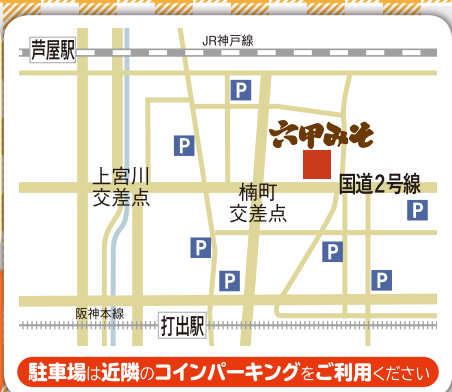 JR神戸線
芦屋駅
P
六甲みそ
P
上宮川
交差点
楠町
交差点
国道2号線
P
P
P
P
P
阪神本線
打出駅
駐車場は近隣のコインパーキングをご利用ください